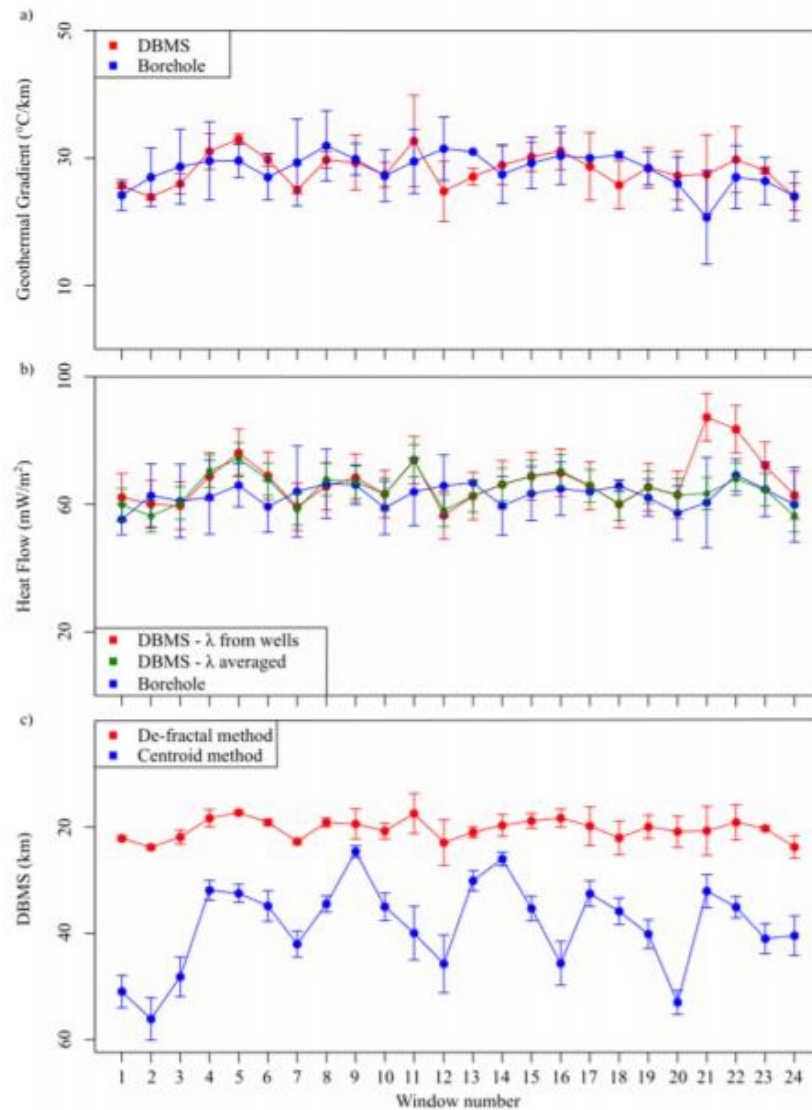 a)
50
DBMS
Borehole
30
10
Geothermal Gradient (°C/km)
b)
100
60
20
Heat Flow (mW/m²)
DBMS - λ from wells
DBMS - λ averaged
Borehole
c)
De-fractal method
Centroid method
20
40
60
DBMS (km)
1 2 3 4 5 6 7 8 9 10 11 12 13 14 15 16 17 18 19 20 21 22 23 24
Window number